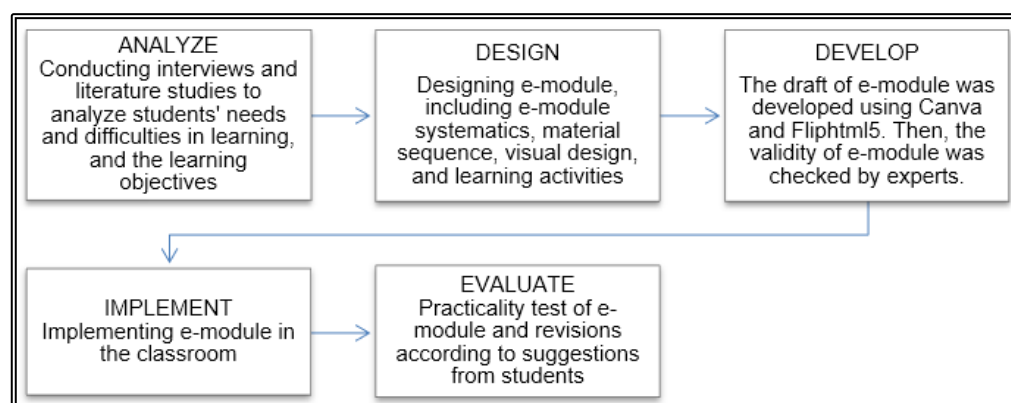 ANALYZE
Conducting interviews and
literature studies to
analyze students' needs
and difficulties in learning,
and the learning
objectives
DESIGN
Designing e-module,
including e-module
systematics, material
sequence, visual design,
and learning activities
DEVELOP
The draft of e-module was
developed using Canva
and Fliphtml5. Then, the
validity of e-module was
checked by experts.
IMPLEMENT
Implementing e-module in
the classroom
EVALUATE
Practicality test of e-
module and revisions
according to suggestions
from students